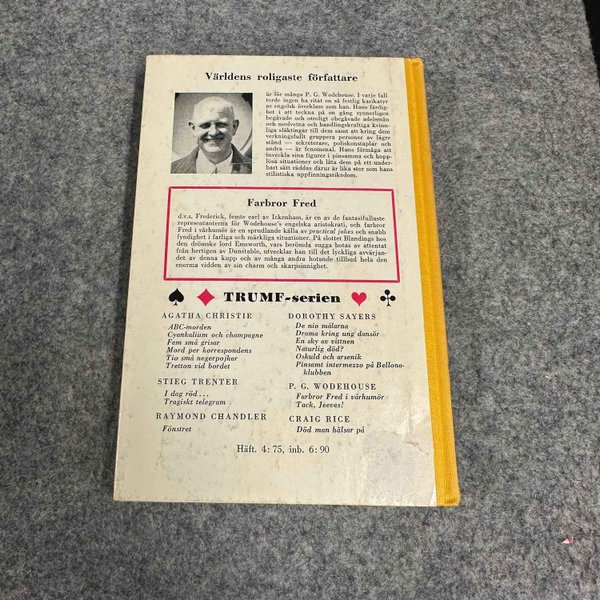 Världens roligaste författare
är för många P. G. Wodehouse. I varje fall
torde ingen ha ritat en så festlig karikatyr
av engelsk överklass som han. Hans färdig-
het i att teckna på en gång synnerligen
begåvade och otroligt obegåvade adelsmän
och medvetna och handlingskraftiga kvinn-
liga släktingar till dem samt att kring dem
verkningsfullt gruppera personer av lägre
stånd — sekreterare, poliskonstaplar och
andra — är fenomenal. Hans förmåga att
inveckla sina figurer i pinsamma och hopp-
lösa situationer och låta dem på ett under-
bart sätt räddas därur är lika stor som hans
stilistiska uppfinningsrikedom.
Farbror Fred
d.v.s. Frederick, femte earl av Ickenham, är en av de fantasifullaste
representanterna för Wodehouse's engelska aristokrati, och farbror
Fred i vårhumör är en sprudlande källa av practical jokes och snabb
fyndighet i farliga och märkliga situationer. På slottet Blandings hos
den drömske lord Emsworth, vars berömda sugga hotas av attentat
från hertigen av Dunstable, utvecklar han till det lyckliga avvärjan-
det av denna kupp och av många andra hotande tillbud hela den
enorma vidden av sin charm och skarpsinnighet.
TRUMF-serien
AGATHA CHRISTIE
ABC-morden
Cyankalium och champagne
Fem små grisar
Mord per korrespondens
Tio små negerpojkar
Tretton vid bordet
STIEG TRENTER
I dag röd . . .
Tragiskt telegram
RAYMOND CHANDLER
Fönstret
DOROTHY SAYERS
De nio målarna
Drama kring ung dansör
En sky av vittnen
Naturlig död?
Oskuld och arsenik
Pinsamt intermezzo på Bellona-
klubben
P. G. WODEHOUSE
Farbror Fred i vårhumör
Tack, Jeeves!
CRAIG RICE
Död man hälsar på
Häft. 4: 75, inb. 6: 90